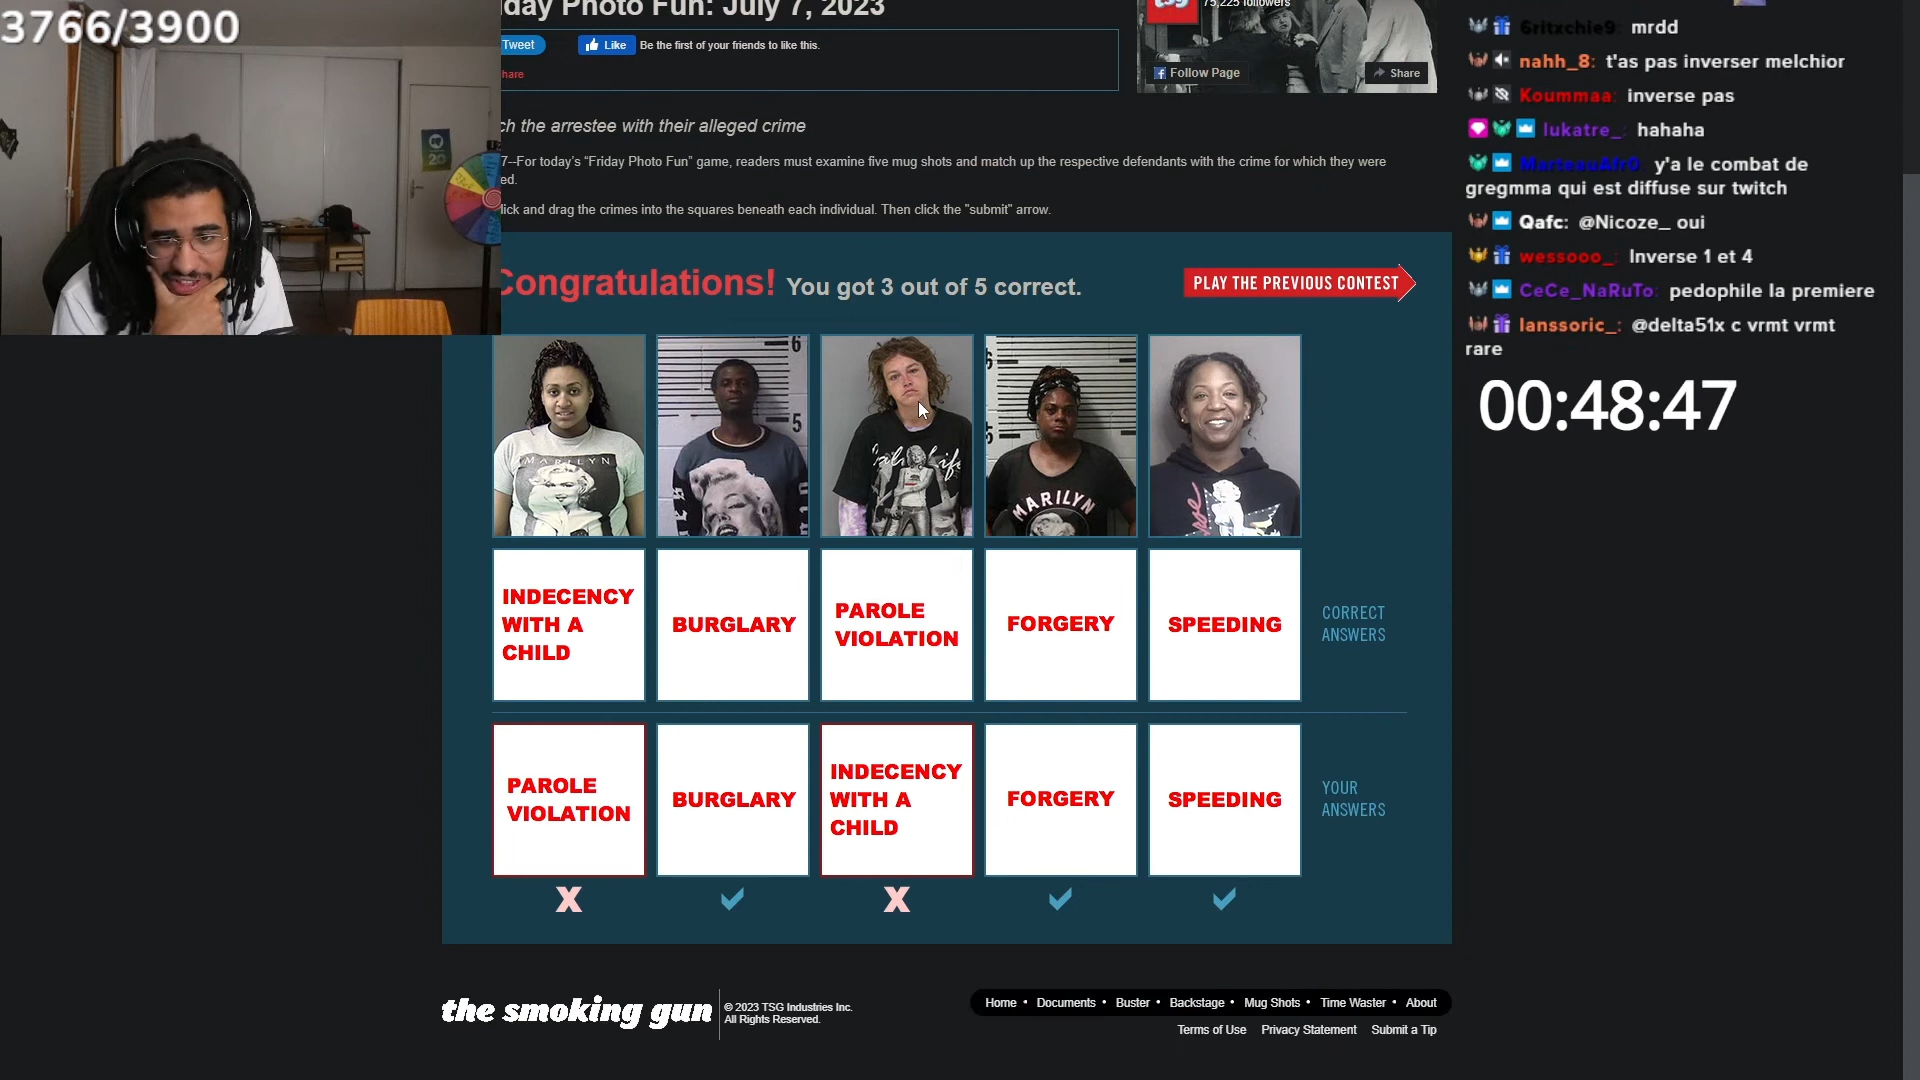 3766/3900
day Photo Fun: July 7, 2023
Tweet
Like
Be the first of your friends to like this.
hare
tsg
75,225 followers
Follow Page
Share
ch the arrestee with their alleged crime
7--For today's "Friday Photo Fun" game, readers must examine five mug shots and match up the respective defendants with the crime for which they were
ed.
lick and drag the crimes into the squares beneath each individual. Then click the "submit" arrow.
Congratulations! You got 3 out of 5 correct.
PLAY THE PREVIOUS CONTEST
6
5
MARILYN
MARILYN
INDECENCY
WITH A
CHILD
BURGLARY
PAROLE
VIOLATION
FORGERY
SPEEDING
CORRECT
ANSWERS
PAROLE
VIOLATION
BURGLARY
INDECENCY
WITH A
CHILD
FORGERY
SPEEDING
YOUR
ANSWERS
X
X
the smoking gun
© 2023 TSG Industries Inc.
All Rights Reserved.
Home • Documents • Buster • Backstage • Mug Shots • Time Waster • About
Terms of Use Privacy Statement Submit a Tip
6ritxchie9: mrdd
nahh_8: t'as pas inverser melchior
Koummaa: inverse pas
lukatre_: hahaha
MarteauAfr0: y'a le combat de
gregmma qui est diffuse sur twitch
Qafc: @Nicoze_ oui
wessooo_: Inverse 1 et 4
CeCe_NaRuTo: pedophile la premiere
lanssoric_: @delta51x c vrmt vrmt
rare
00:48:47